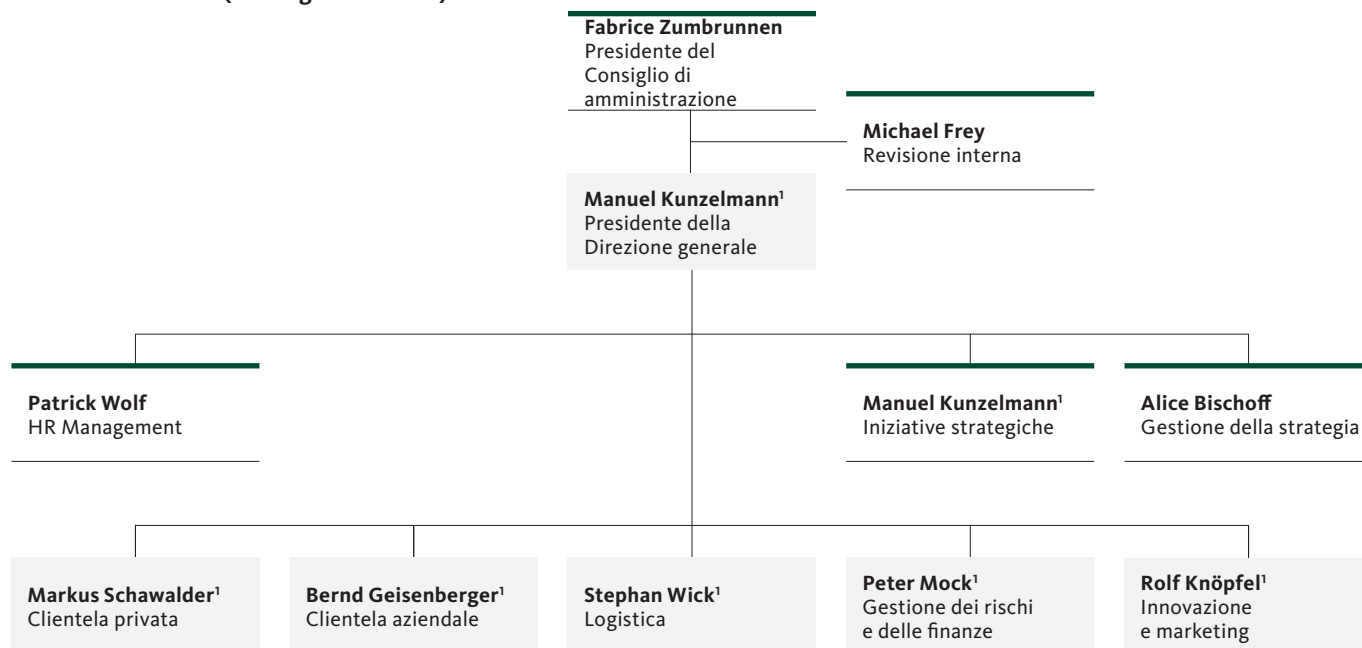 Fabrice Zumbrunnen
Presidente del
Consiglio di
amministrazione
Michael Frey
Revisione interna
Manuel Kunzelmann¹
Presidente della
Direzione generale
Patrick Wolf
HR Management
Manuel Kunzelmann¹
Iniziative strategiche
Alice Bischoff
Gestione della strategia
Markus Schawalder¹
Clientela privata
Bernd Geisenberger¹
Clientela aziendale
Stephan Wick¹
Logistica
Peter Mock¹
Gestione dei rischi
e delle finanze
Rolf Knöpfel¹
Innovazione
e marketing